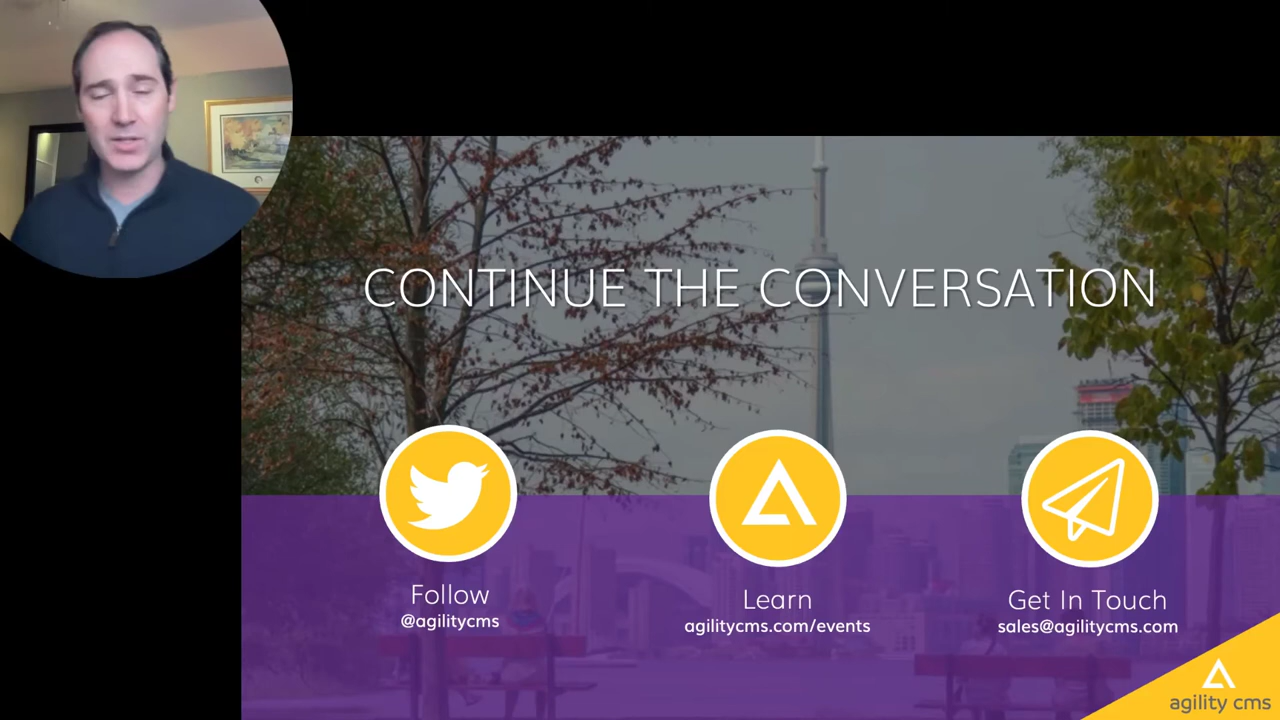 CONTINUE THE CONVERSATION
Follow
@agilitycms
Learn
agilitycms.com/events
Get In Touch
sales@agilitycms.com
agility cms